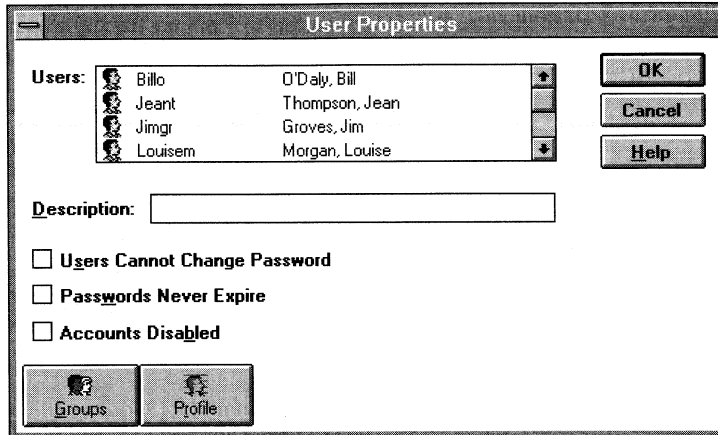 User Properties
Users:
Billo O'Daly, Bill
Jeant Thompson, Jean
Jimgr Groves, Jim
Louisem Morgan, Louise
OK
Cancel
Help
Description:
Users Cannot Change Password
Passwords Never Expire
Accounts Disabled
Groups
Profile